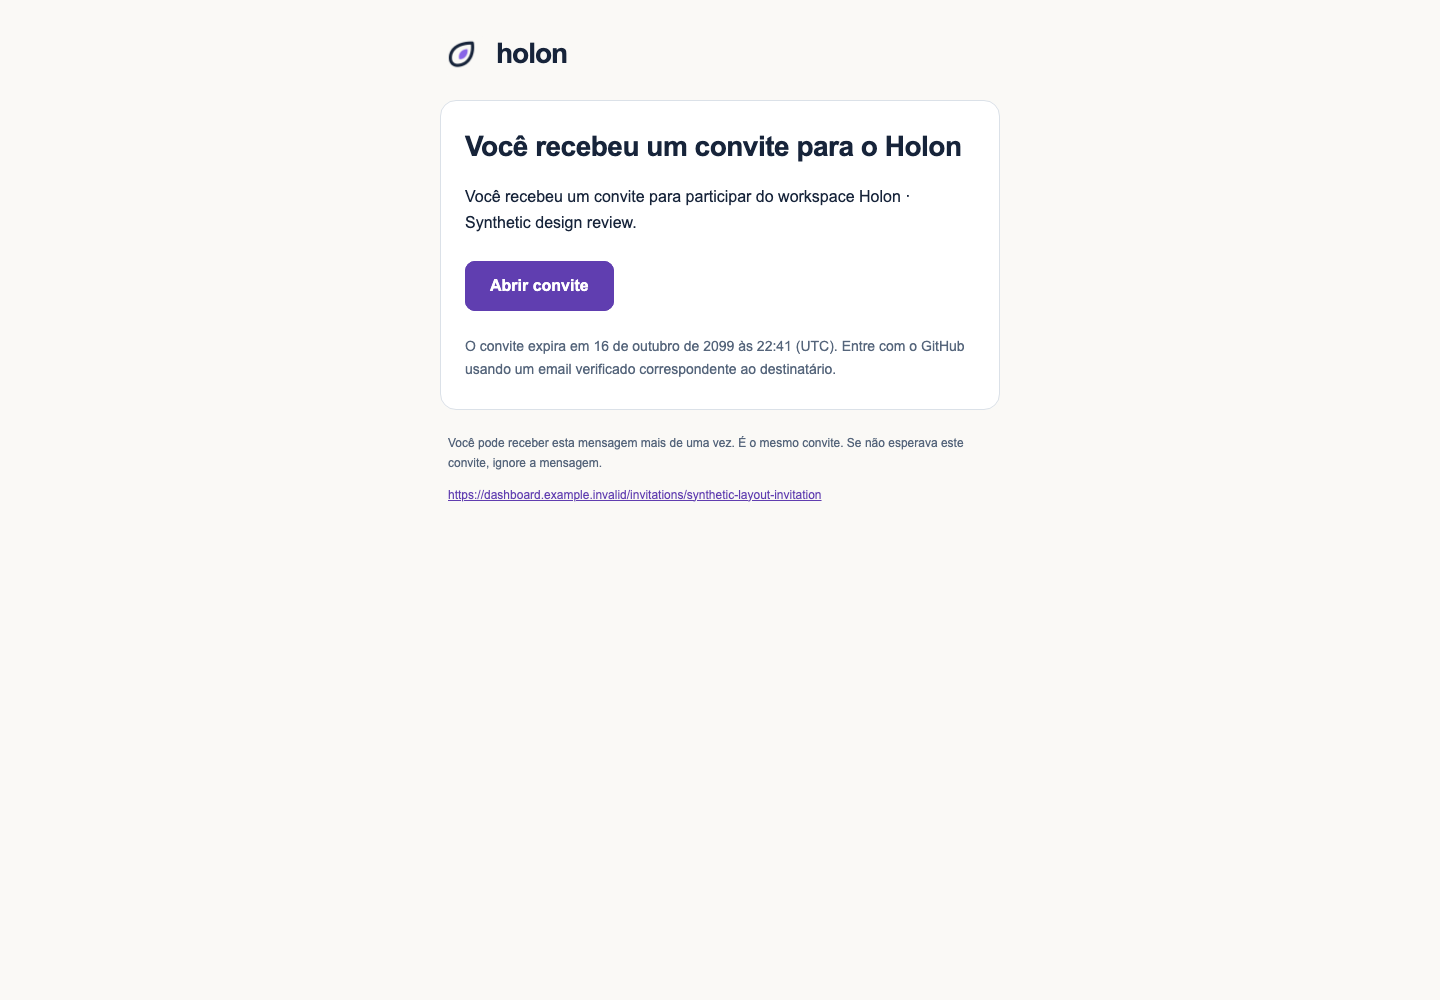 holon
Você recebeu um convite para o Holon
Você recebeu um convite para participar do workspace Holon ·
Synthetic design review.
Abrir convite
O convite expira em 16 de outubro de 2099 às 22:41 (UTC). Entre com o GitHub
usando um email verificado correspondente ao destinatário.
Você pode receber esta mensagem mais de uma vez. É o mesmo convite. Se não esperava este
convite, ignore a mensagem.
https://dashboard.example.invalid/invitations/synthetic-layout-invitation